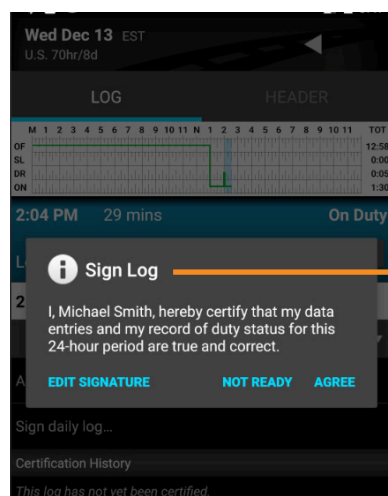 Wed Dec 13 EST
U.S. 70hr/8d
LOG HEADER
M 1 2 3 4 5 6 7 8 9 10 11 N 1 2 3 4 5 6 7 8 9 10 11 TOT
OF 12:58
SL 0:00
DR 0:05
ON 1:30
2:04 PM 29 mins On Duty
L
Sign Log
2
I, Michael Smith, hereby certify that my data
entries and my record of duty status for this
24-hour period are true and correct.
A
EDIT SIGNATURE NOT READY AGREE
Sign daily log...
Certification History
This log has not yet been certified.